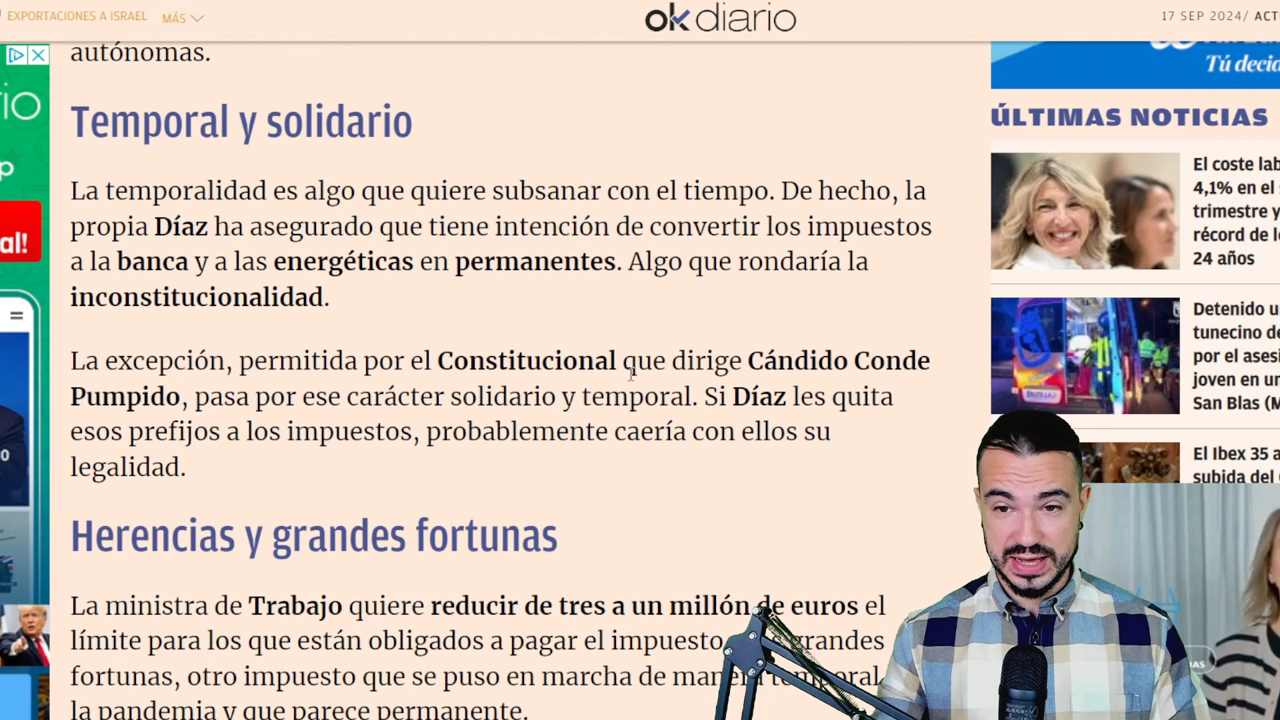 EXPORTACIONES A ISRAEL MÁS
okdiario
17 SEP 2024/
autónomas.
Temporal y solidario
La temporalidad es algo que quiere subsanar con el tiempo. De hecho, la
propia Díaz ha asegurado que tiene intención de convertir los impuestos
a la banca y a las energéticas en permanentes. Algo que rondaría la
inconstitucionalidad.
La excepción, permitida por el Constitucional que dirige Cándido Conde
Pumpido, pasa por ese carácter solidario y temporal. Si Díaz les quita
esos prefijos a los impuestos, probablemente caería con ellos su
legalidad.
Herencias y grandes fortunas
La ministra de Trabajo quiere reducir de tres a un millón de euros el
límite para los que están obligados a pagar el impuesto grandes
fortunas, otro impuesto que se puso en marcha de manera temporal
la pandemia y que parece permanente.
Tú decid
ÚLTIMAS NOTICIAS
El coste lab
4,1% en el
trimestre y
récord de l
24 años
Detenido u
tunecino de
por el asesi
joven en un
San Blas (M
El Ibex 35 a
subida del